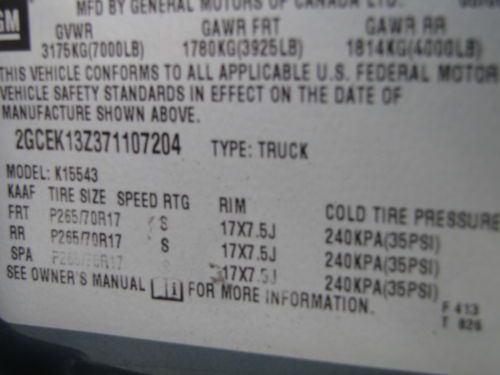 GM MFD BY GENERAL MOTORS OF CANADA LTD.
GVWR GAWR FRT GAWR RR
3175KG(7000LB) 1780KG(3925LB) 1814KG(4000LB)
THIS VEHICLE CONFORMS TO ALL APPLICABLE U.S. FEDERAL MOTOR
VEHICLE SAFETY STANDARDS IN EFFECT ON THE DATE OF
MANUFACTURE SHOWN ABOVE.
2GCEK13Z371107204 TYPE: TRUCK
MODEL: K15543
KAAF TIRE SIZE SPEED RTG RIM COLD TIRE PRESSURE
FRT P265/70R17 S 17X7.5J 240KPA(35PSI)
RR P265/70R17 S 17X7.5J 240KPA(35PSI)
SPA P265/70R17 17X7.5J 240KPA(35PSI)
SEE OWNER'S MANUAL FOR MORE INFORMATION.
F 413
T 826